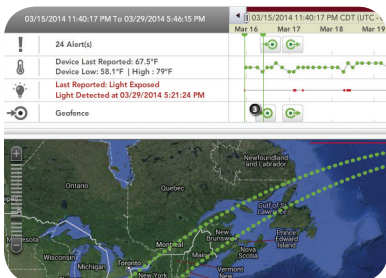 03/15/2014 11:40:17 PM To 03/29/2014 5:46:15 PM
03/15/2014 11:40:17 PM CDT (UTC -
Mar 16 Mar 17 Mar 18 Mar 19
24 Alert(s)
Device Last Reported: 67.5°F
Device Low: 58.1°F | High : 79°F
Last Reported: Light Exposed
Light Detected at 03/29/2014 5:21:24 PM
Geofence
3
Newfoundland
and Labrador
Ontario
Quebec
Gulf of St
Lawrence
Minnesota
New
Brunswick
Prince
Edward
Island
Montreal
Nova
Scotia
Wisconsin
Maine
Toronto
Michigan
Vermont
New York
New